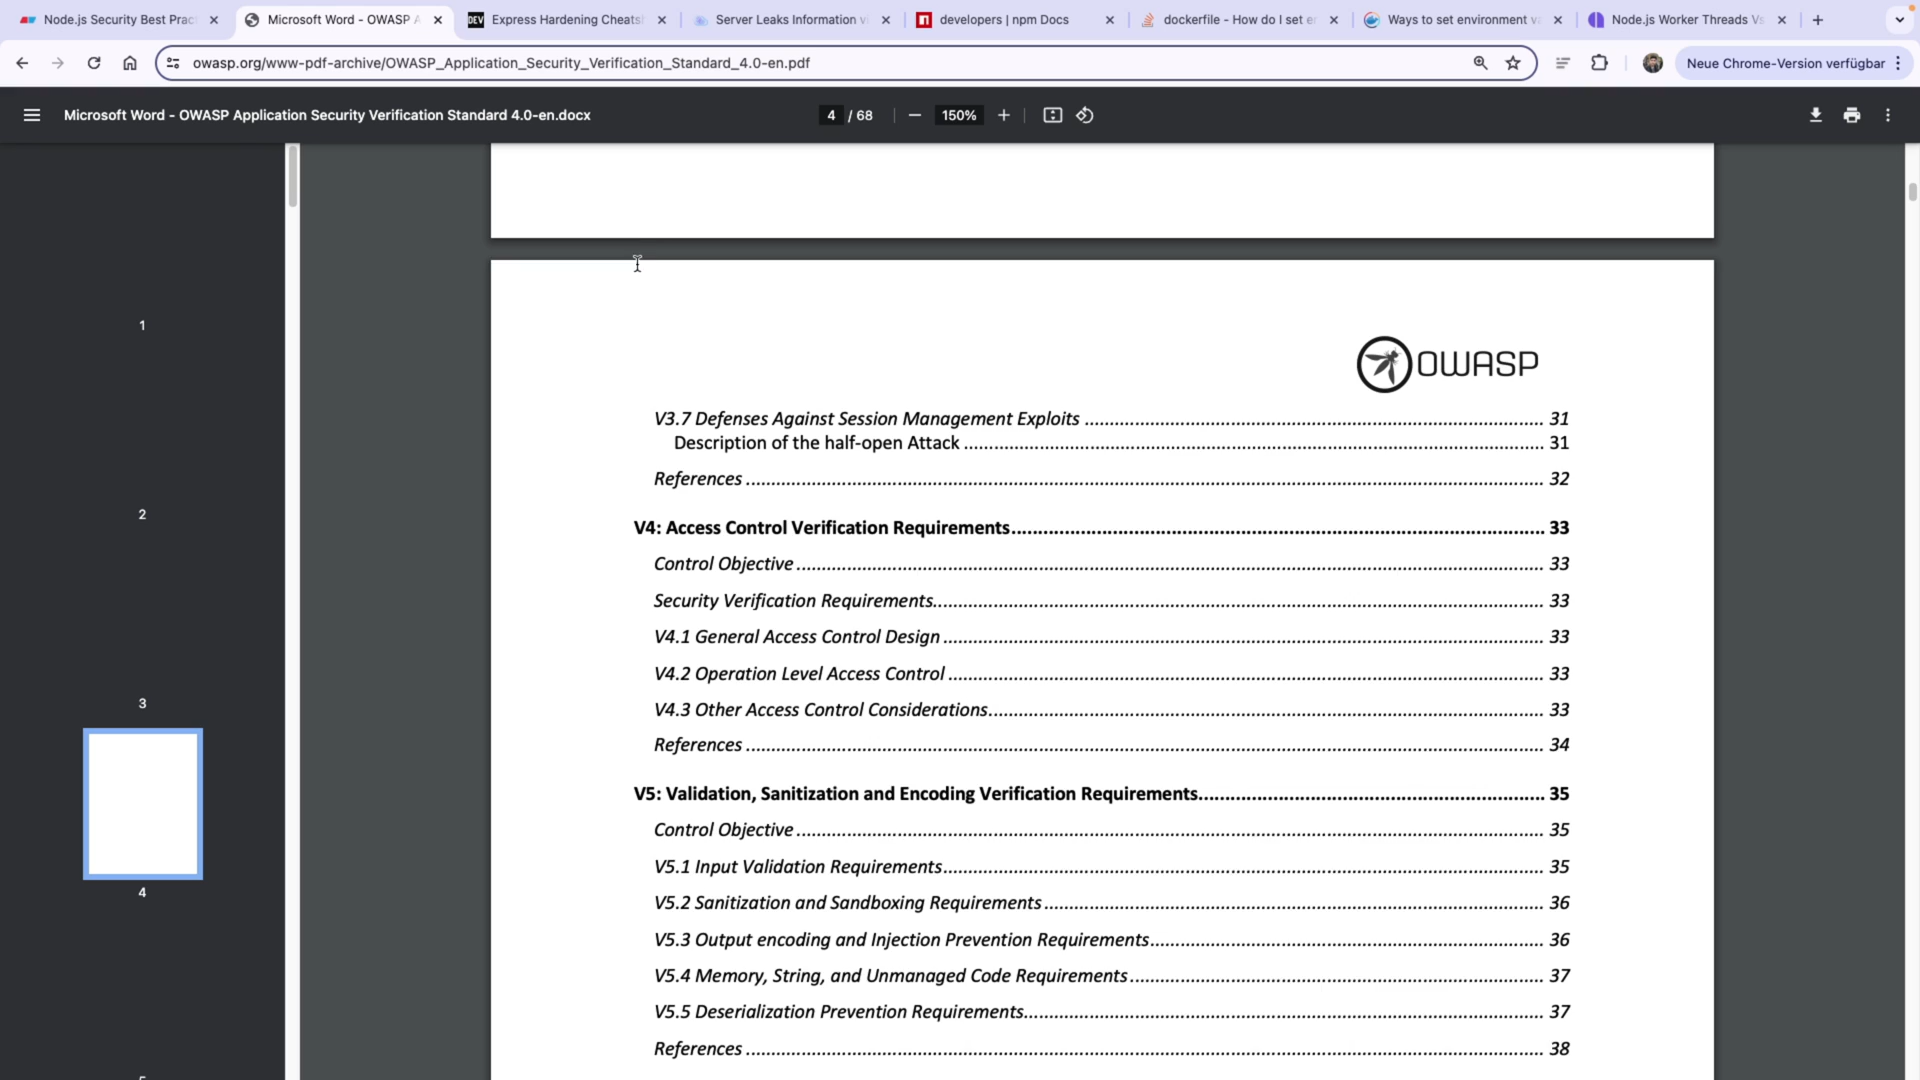 Node.js Security Best Prac
Microsoft Word - OWASP A
DEV
Express Hardening Cheats
Server Leaks Information vi
n
developers | npm Docs
dockerfile - How do I set en
Ways to set environment va
Node.js Worker Threads Vs
owasp.org/www-pdf-archive/OWASP_Application_Security_Verification_Standard_4.0-en.pdf
Neue Chrome-Version verfügbar
Microsoft Word - OWASP Application Security Verification Standard 4.0-en.docx
4 / 68
150%
1
2
3
4
OWASP
V3.7 Defenses Against Session Management Exploits ................ 31
Description of the half-open Attack ................ 31
References ................ 32
V4: Access Control Verification Requirements ................ 33
Control Objective ................ 33
Security Verification Requirements ................ 33
V4.1 General Access Control Design ................ 33
V4.2 Operation Level Access Control ................ 33
V4.3 Other Access Control Considerations ................ 33
References ................ 34
V5: Validation, Sanitization and Encoding Verification Requirements ................ 35
Control Objective ................ 35
V5.1 Input Validation Requirements ................ 35
V5.2 Sanitization and Sandboxing Requirements ................ 36
V5.3 Output encoding and Injection Prevention Requirements ................ 36
V5.4 Memory, String, and Unmanaged Code Requirements ................ 37
V5.5 Deserialization Prevention Requirements ................ 37
References ................ 38